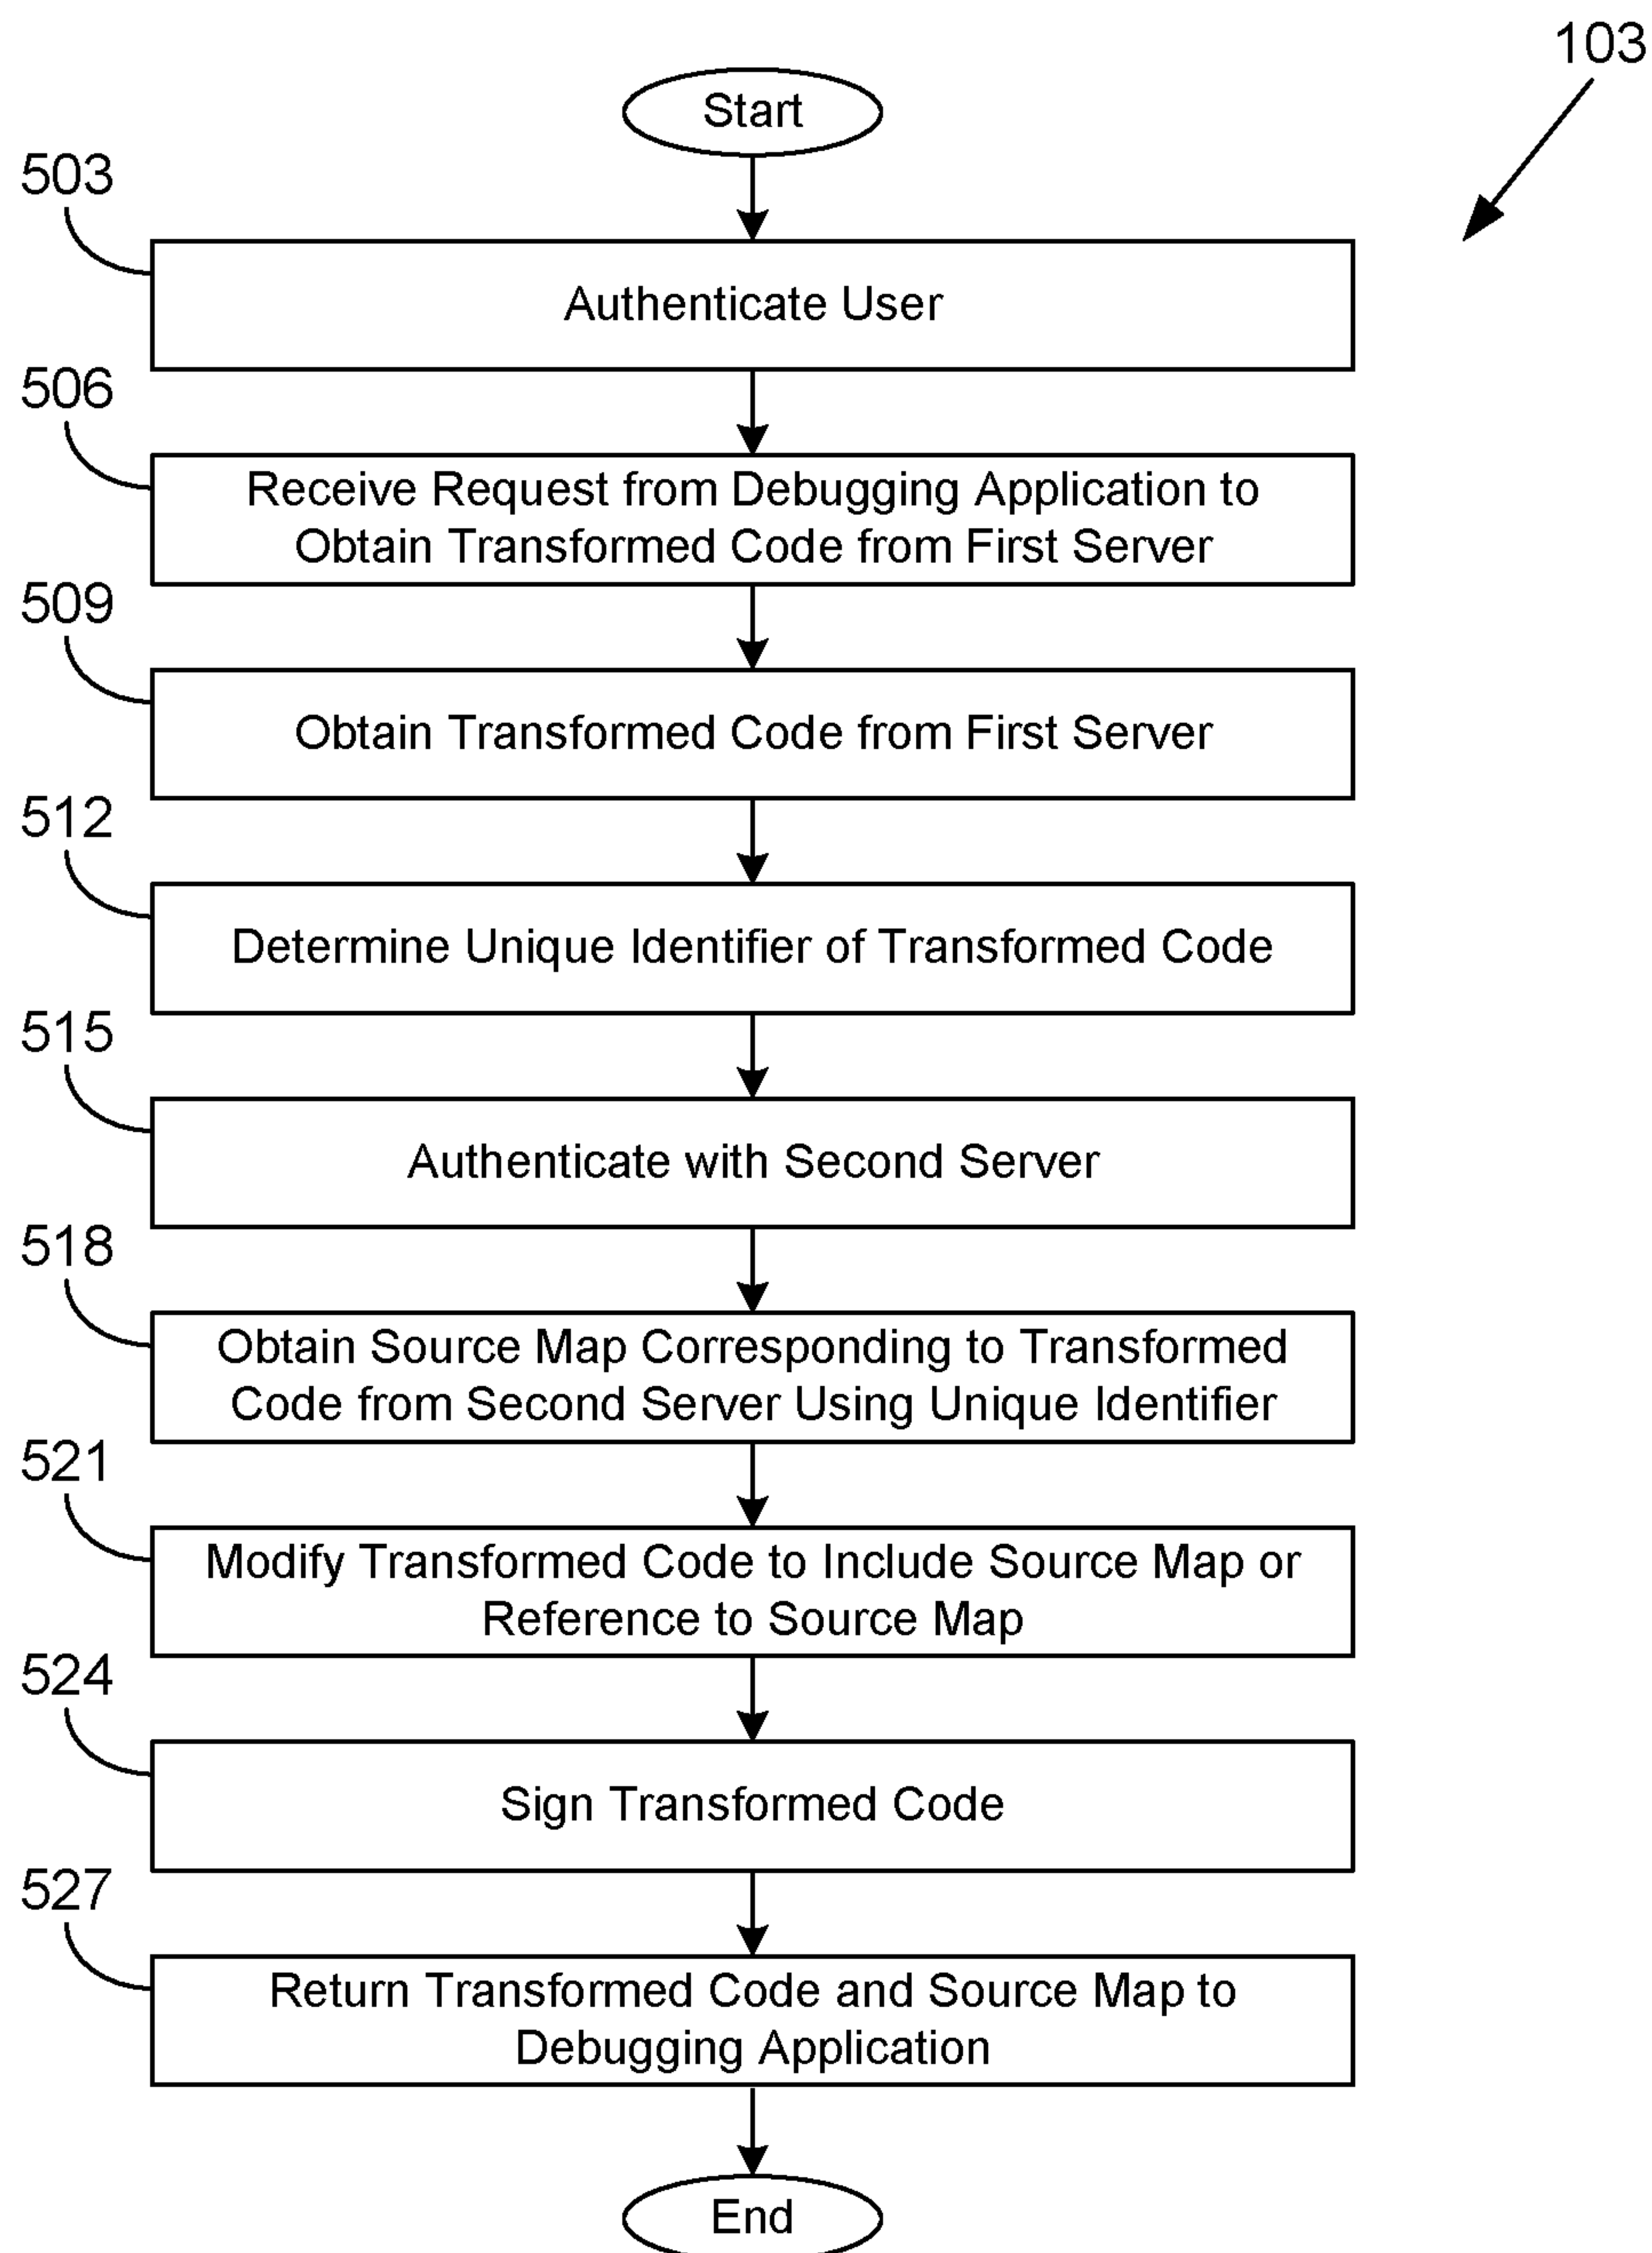 103
Start
503
Authenticate User
506
Receive Request from Debugging Application to
Obtain Transformed Code from First Server
509
Obtain Transformed Code from First Server
512
Determine Unique Identifier of Transformed Code
515
Authenticate with Second Server
518
Obtain Source Map Corresponding to Transformed
Code from Second Server Using Unique Identifier
521
Modify Transformed Code to Include Source Map or
Reference to Source Map
524
Sign Transformed Code
527
Return Transformed Code and Source Map to
Debugging Application
End